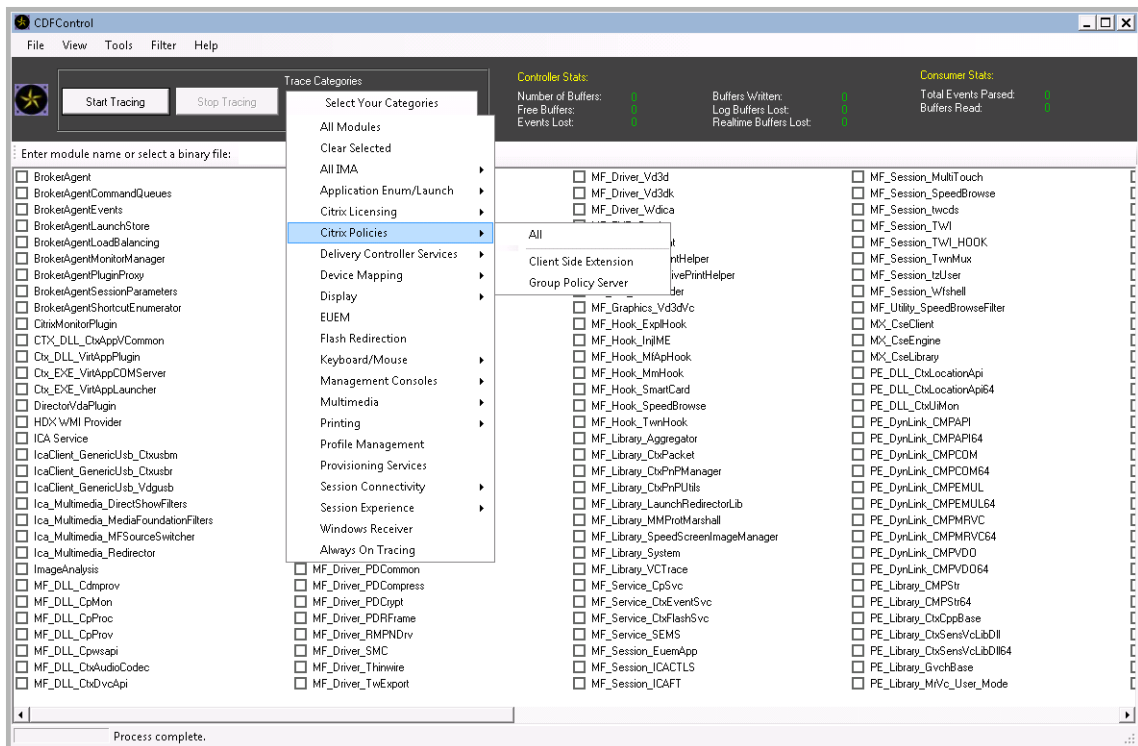 CDFControl
File View Tools Filter Help
Start Tracing
Stop Tracing
Trace Categories
Select Your Categories
Controller Stats:
Number of Buffers: 0
Free Buffers: 0
Events Lost: 0
Buffers Written: 0
Log Buffers Lost: 0
Realtime Buffers Lost: 0
Consumer Stats:
Total Events Parsed: 0
Buffers Read: 0
Enter module name or select a binary file:
All Modules
Clear Selected
All IMA
Application Enum/Launch
Citrix Licensing
Citrix Policies
Delivery Controller Services
Device Mapping
Display
EUEM
Flash Redirection
Keyboard/Mouse
Management Consoles
Multimedia
Printing
Profile Management
Provisioning Services
Session Connectivity
Session Experience
Windows Receiver
Always On Tracing
All
Client Side Extension
Group Policy Server
BrokerAgent
BrokerAgentCommandQueues
BrokerAgentEvents
BrokerAgentLaunchStore
BrokerAgentLoadBalancing
BrokerAgentMonitorManager
BrokerAgentPluginProxy
BrokerAgentSessionParameters
BrokerAgentShortcutEnumerator
CitrixMonitorPlugin
CTX_DLL_CtxAppVCommon
Ctx_DLL_VirtAppPlugin
Ctx_EXE_VirtAppCOMServer
Ctx_EXE_VirtAppLauncher
DirectorVdaPlugin
HDX WMI Provider
ICA Service
IcaClient_GenericUsb_Ctxusbm
IcaClient_GenericUsb_Ctxusbr
IcaClient_GenericUsb_Vdgusb
Ica_Multimedia_DirectShowFilters
Ica_Multimedia_MediaFoundationFilters
Ica_Multimedia_MFSourceSwitcher
Ica_Multimedia_Redirector
ImageAnalysis
MF_DLL_Cdmprov
MF_DLL_CpMon
MF_DLL_CpProc
MF_DLL_CpProv
MF_DLL_Cpwsapi
MF_DLL_CtxAudioCodec
MF_DLL_CtxDvcApi
MF_Driver_PDCommon
MF_Driver_PDCompress
MF_Driver_PDCrypt
MF_Driver_PDRFrame
MF_Driver_RMPNDrv
MF_Driver_SMC
MF_Driver_Thinwire
MF_Driver_TwExport
MF_Driver_Vd3d
MF_Driver_Vd3dk
MF_Driver_Wdica
ntHelper
ivePrintHelper
der
MF_Graphics_Vd3dVc
MF_Hook_ExplHook
MF_Hook_InjIME
MF_Hook_MfApHook
MF_Hook_MmHook
MF_Hook_SmartCard
MF_Hook_SpeedBrowse
MF_Hook_TwnHook
MF_Library_Aggregator
MF_Library_CtxPacket
MF_Library_CtxPnPManager
MF_Library_CtxPnPUtils
MF_Library_LaunchRedirectorLib
MF_Library_MMProtMarshall
MF_Library_SpeedScreenImageManager
MF_Library_System
MF_Library_VCTrace
MF_Service_CpSvc
MF_Service_CtxEventSvc
MF_Service_CtxFlashSvc
MF_Service_SEMS
MF_Session_EuemApp
MF_Session_ICACTLS
MF_Session_ICAFT
MF_Session_MultiTouch
MF_Session_SpeedBrowse
MF_Session_twcds
MF_Session_TWI
MF_Session_TWI_HOOK
MF_Session_TwnMux
MF_Session_tzUser
MF_Session_Wfshell
MF_Utility_SpeedBrowseFilter
MX_CseClient
MX_CseEngine
MX_CseLibrary
PE_DLL_CtxLocationApi
PE_DLL_CtxLocationApi64
PE_DLL_CtxUiMon
PE_DynLink_CMPAPI
PE_DynLink_CMPAPI64
PE_DynLink_CMPCOM
PE_DynLink_CMPCOM64
PE_DynLink_CMPEMUL
PE_DynLink_CMPEMUL64
PE_DynLink_CMPMRVC
PE_DynLink_CMPMRVC64
PE_DynLink_CMPVDO
PE_DynLink_CMPVDO64
PE_Library_CMPStr
PE_Library_CMPStr64
PE_Library_CtxCppBase
PE_Library_CtxSensVcLibDll
PE_Library_CtxSensVcLibDll64
PE_Library_GvchBase
PE_Library_MrVc_User_Mode
Process complete.